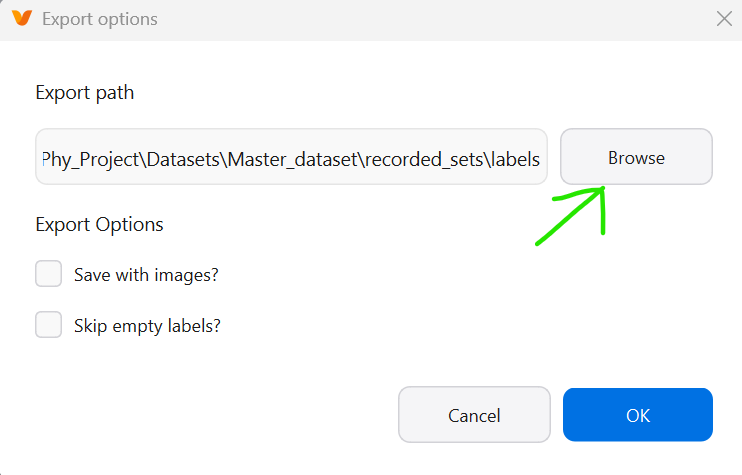 Export options
Export path
Phy_Project\Datasets\Master_dataset\recorded_sets\labels
Browse
Export Options
Save with images?
Skip empty labels?
Cancel
OK